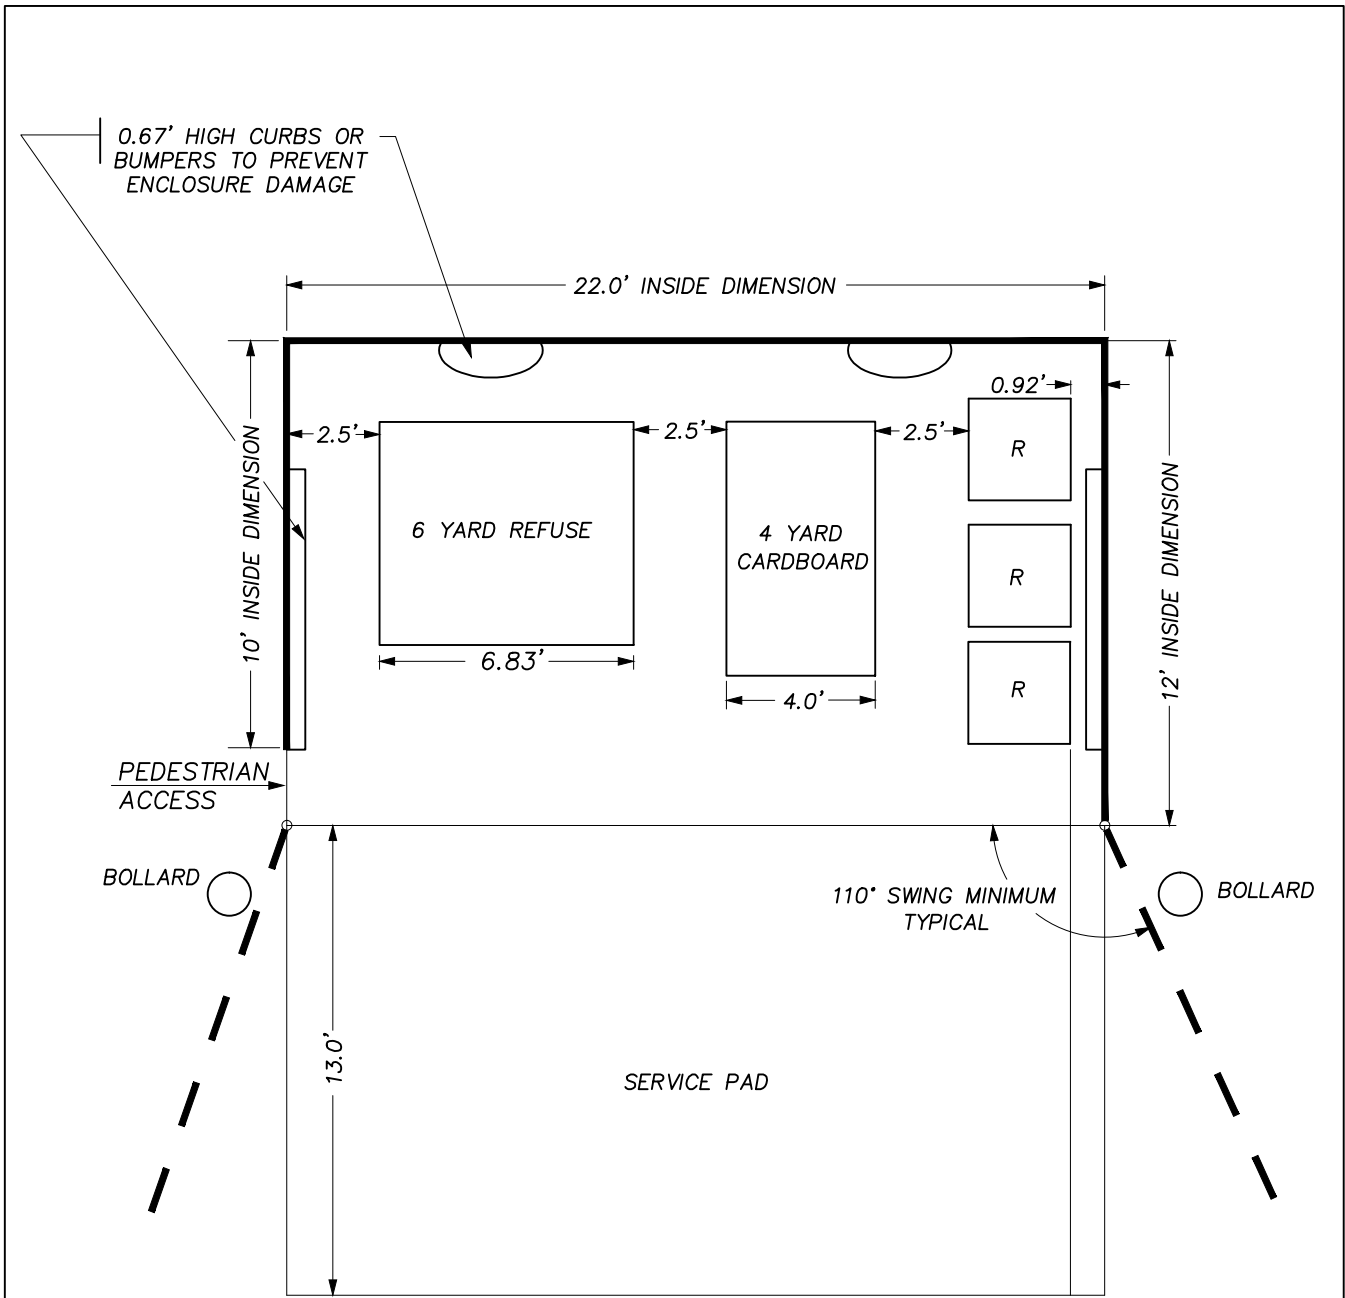 0.67' HIGH CURBS OR
BUMPERS TO PREVENT
ENCLOSURE DAMAGE
22.0' INSIDE DIMENSION
0.92'
2.5'
2.5'
2.5'
R
10' INSIDE DIMENSION
6 YARD REFUSE
4 YARD
CARDBOARD
R
12' INSIDE DIMENSION
6.83'
4.0'
R
PEDESTRIAN
ACCESS
BOLLARD
110° SWING MINIMUM
TYPICAL
BOLLARD
13.0'
SERVICE PAD